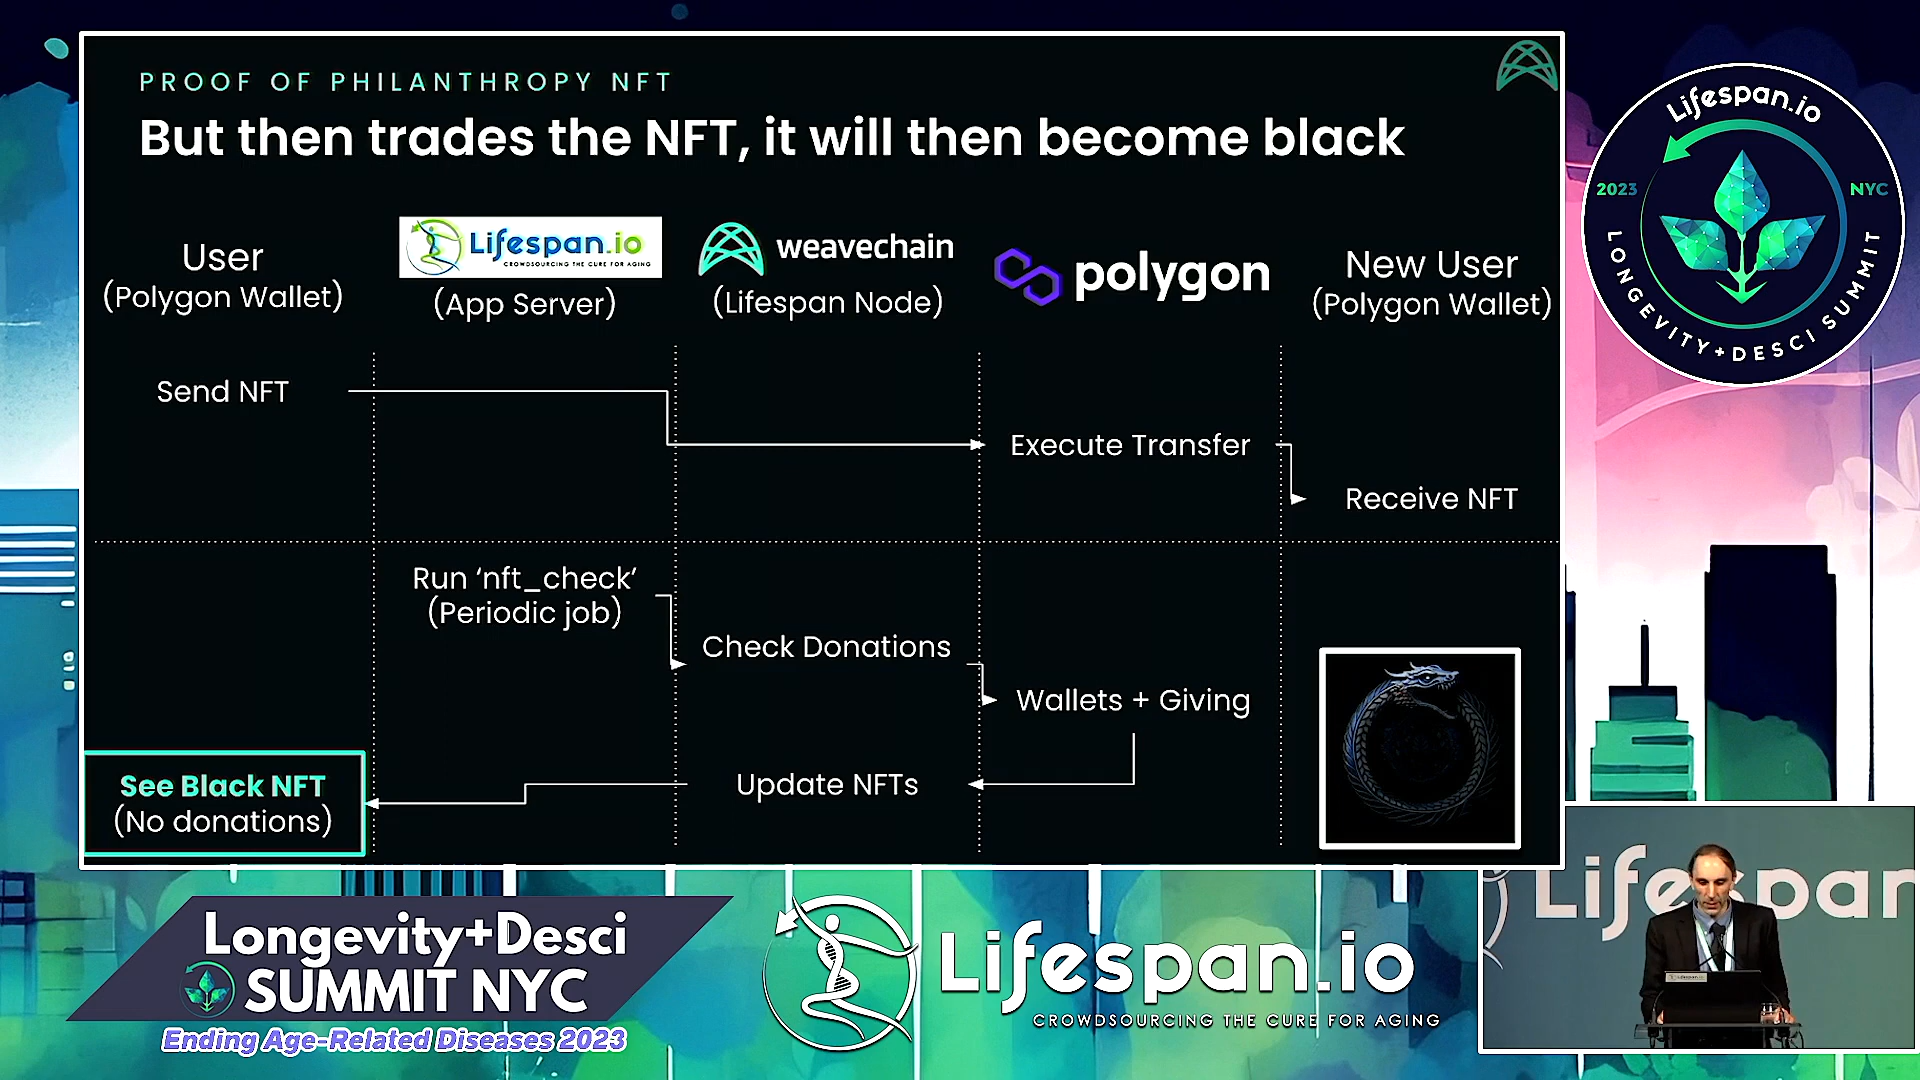 PROOF OF PHILANTHROPY NFT
But then trades the NFT, it will then become black
User
(Polygon Wallet)
Lifespan.io
CROWDSOURCING THE CURE FOR AGING
(App Server)
weavechain
(Lifespan Node)
polygon
New User
(Polygon Wallet)
Send NFT
Execute Transfer
Receive NFT
Run ‘nft_check’
(Periodic job)
Check Donations
Wallets + Giving
Update NFTs
See Black NFT
(No donations)
Lifespan.io
2023
NYC
LONGEVITY+DESCI SUMMIT
Longevity+Desci
SUMMIT NYC
Ending Age-Related Diseases 2023
Lifespan.io
CROWDSOURCING THE CURE FOR AGING
Lifespan